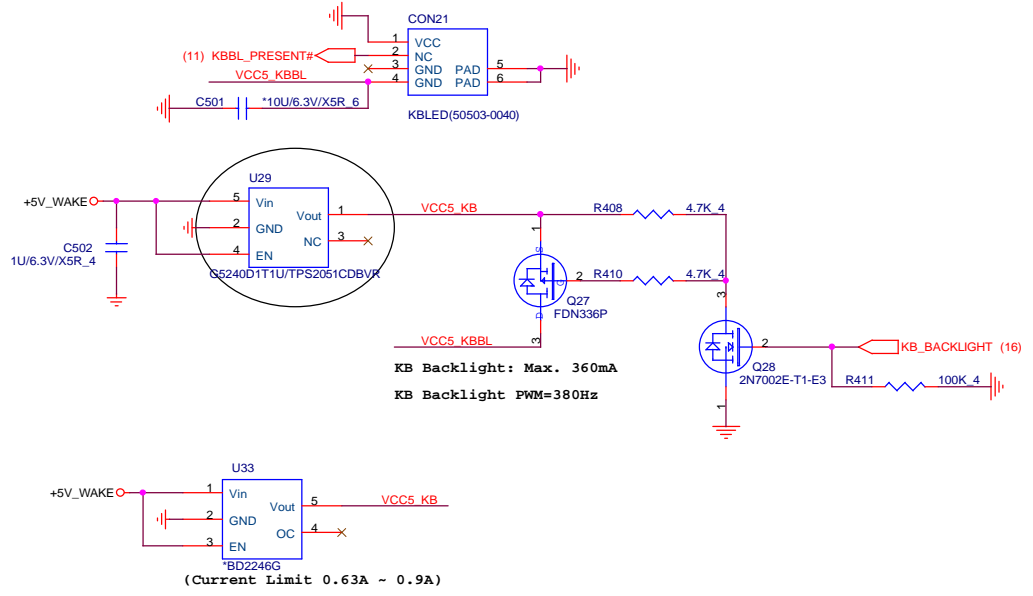 CON21
1 VCC
(11) KBBL_PRESENT# 2 NC
3 GND PAD 5
VCC5_KBBL 4 GND PAD 6
C501 *10U/6.3V/X5R_6
KBLED(50503-0040)
U29
+5V_WAKE 5 Vin
Vout 1 VCC5_KB R408 4.7K_4
2 GND
NC 3
4 EN
C502
1U/6.3V/X5R_4
G5240D1T1U/TPS2051CDBVR
1 S
G 2 R410 4.7K_4
Q27
FDN336P
D 3
VCC5_KBBL
3
2 KB_BACKLIGHT (16)
Q28
2N7002E-T1-E3
1
R411 100K_4
KB Backlight: Max. 360mA
KB Backlight PWM=380Hz
U33
+5V_WAKE 1 Vin
Vout 5 VCC5_KB
2 GND
OC 4
3 EN
*BD2246G
(Current Limit 0.63A ~ 0.9A)